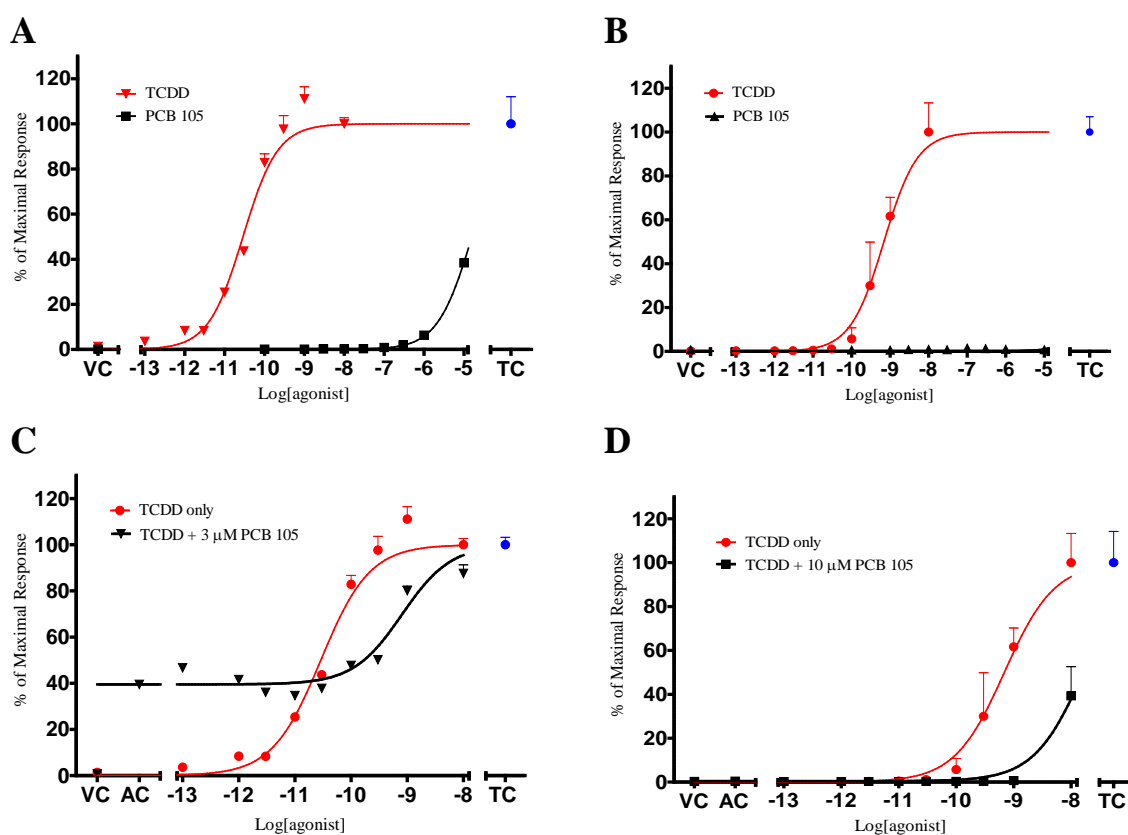 A
% of Maximal Response
120
100
80
60
40
20
0
TCDD
PCB 105
VC -13 -12 -11 -10 -9 -8 -7 -6 -5 TC
Log[agonist]
B
% of Maximal Response
120
100
80
60
40
20
0
TCDD
PCB 105
VC -13 -12 -11 -10 -9 -8 -7 -6 -5 TC
Log[agonist]
C
% of Maximal Response
120
100
80
60
40
20
0
TCDD only
TCDD + 3 μM PCB 105
VC AC -13 -12 -11 -10 -9 -8 TC
Log[agonist]
D
% of Maximal Response
120
100
80
60
40
20
0
TCDD only
TCDD + 10 μM PCB 105
VC AC -13 -12 -11 -10 -9 -8 TC
Log[agonist]